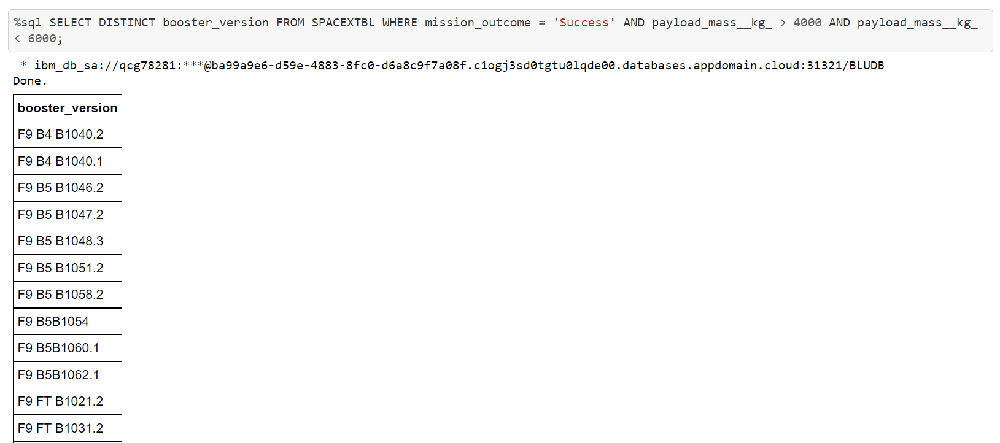 %sql SELECT DISTINCT booster_version FROM SPACEXTBL WHERE mission_outcome = 'Success' AND payload_mass__kg_ > 4000 AND payload_mass__kg_
< 6000;
* ibm_db_sa://qcg78281:***@ba99a9e6-d59e-4883-8fc0-d6a8c9f7a08f.c1ogj3sd0tgtu0lqde00.databases.appdomain.cloud:31321/BLUDB
Done.
booster_version
F9 B4 B1040.2
F9 B4 B1040.1
F9 B5 B1046.2
F9 B5 B1047.2
F9 B5 B1048.3
F9 B5 B1051.2
F9 B5 B1058.2
F9 B5B1054
F9 B5B1060.1
F9 B5B1062.1
F9 FT B1021.2
F9 FT B1031.2